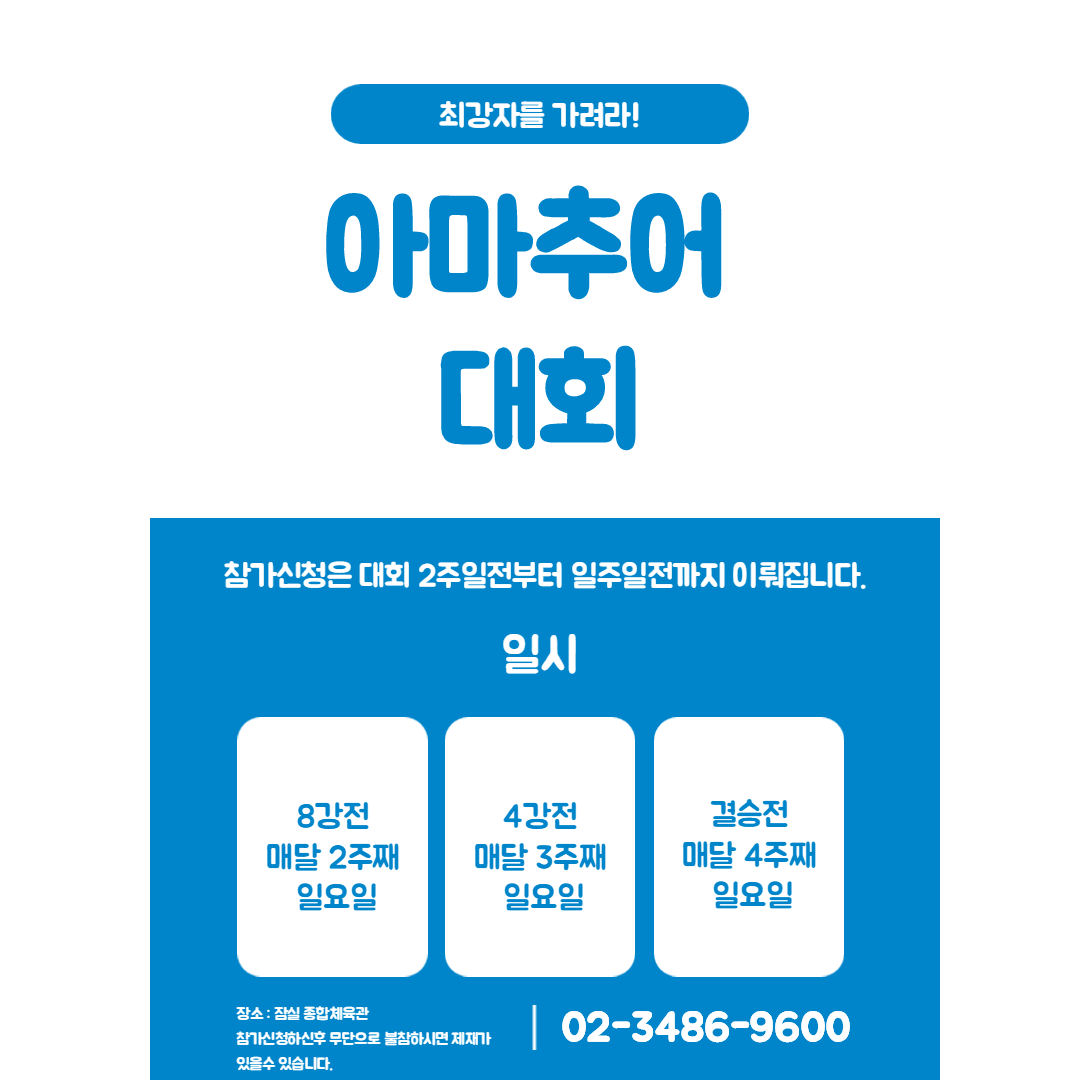 최강자를 가려라!
아마추어
대회
참가신청은 대회 2주일전부터 일주일전까지 이뤄집니다.
일시
8강전
매달 2주째
일요일
4강전
매달 3주째
일요일
결승전
매달 4주째
일요일
장소 : 잠실 종합체육관
참가신청하신후 무단으로 불참하시면 제재가
있을수 있습니다.
02-3486-9600